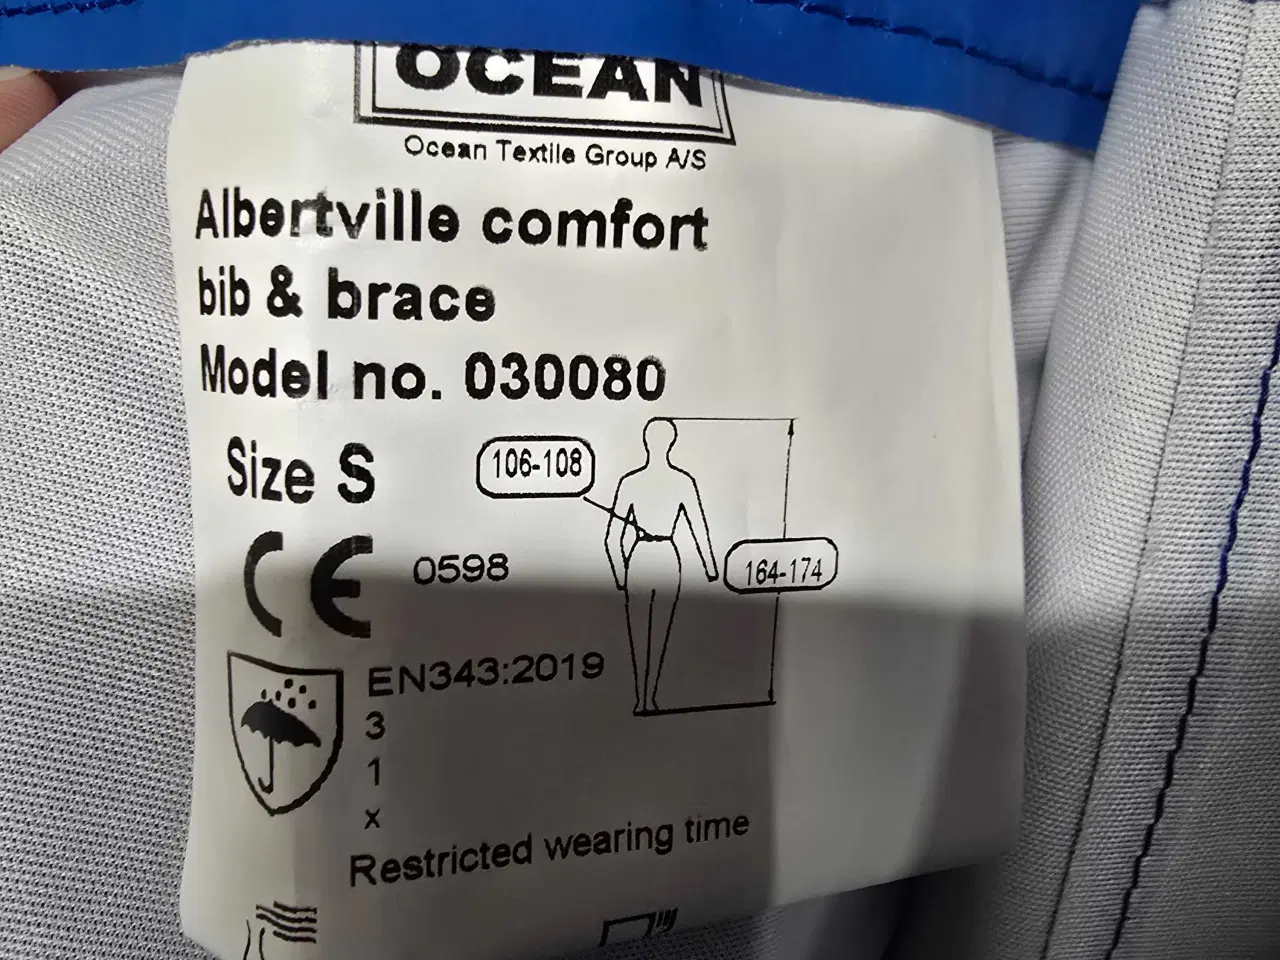 OCEAN
Ocean Textile Group A/S
Albertville comfort
bib & brace
Model no. 030080
Size S
106-108
164-174
CE 0598
EN343:2019
3
1
x
Restricted wearing time